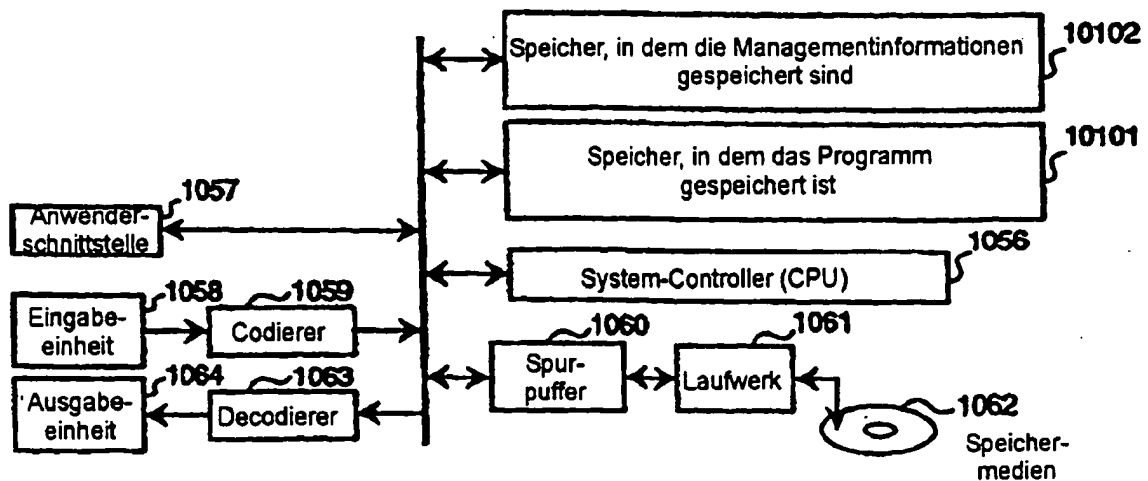 10102
Speicher, in dem die Managementinformationen
gespeichert sind
10101
Speicher, in dem das Programm
gespeichert ist
1057
Anwender-
schnittstelle
1056
System-Controller (CPU)
1058
Eingabe-
einheit
1059
Codierer
1060
Spur-
puffer
1061
Laufwerk
1064
Ausgabe-
einheit
1063
Decodierer
1062
Speicher-
medien